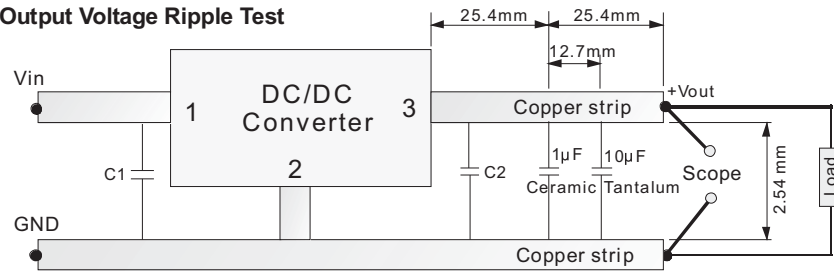 Output Voltage Ripple Test
25.4mm 25.4mm
12.7mm
Vin
+Vout
DC/DC
Converter
1
3
Copper strip
2
C1
C2
1µF
10µF
Ceramic Tantalum
Scope
2.54 mm
Load
GND
Copper strip